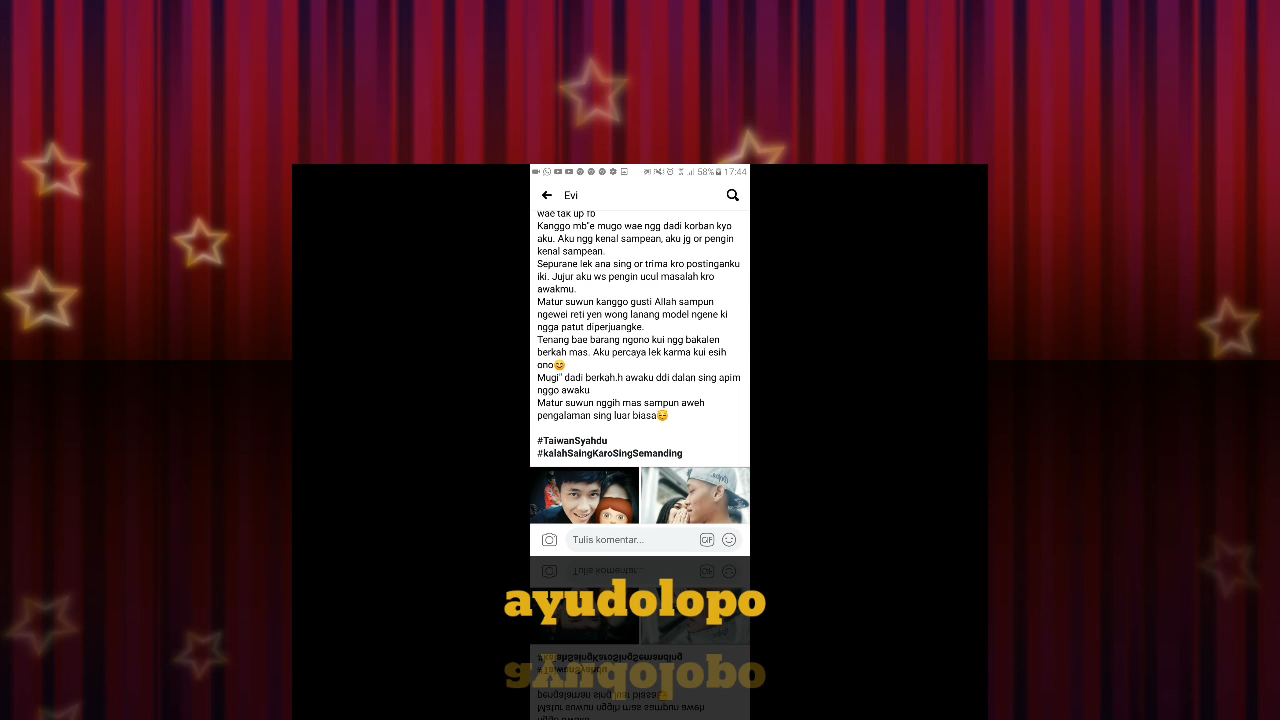 58% 17:44
Evi
wae tak up fb
Kanggo mb"e mugo wae ngg dadi korban kyo
aku. Aku ngg kenal sampean, aku jg or pengin
kenal sampean.
Sepurane lek ana sing or trima kro postinganku
iki. Jujur aku ws pengin ucul masalah kro
awakmu.
Matur suwun kanggo gusti Allah sampun
ngewei reti yen wong lanang model ngene ki
ngga patut diperjuangke.
Tenang bae barang ngono kui ngg bakalen
berkah mas. Aku percaya lek karma kui esih
ono😊
Mugi" dadi berkah.h awaku ddi dalan sing apim
nggo awaku
Matur suwun nggih mas sampun aweh
pengalaman sing luar biasa😇
#TaiwanSyahdu
#kalahSaingKaroSingSemanding
Tulis komentar...
GIF
ayudolopo